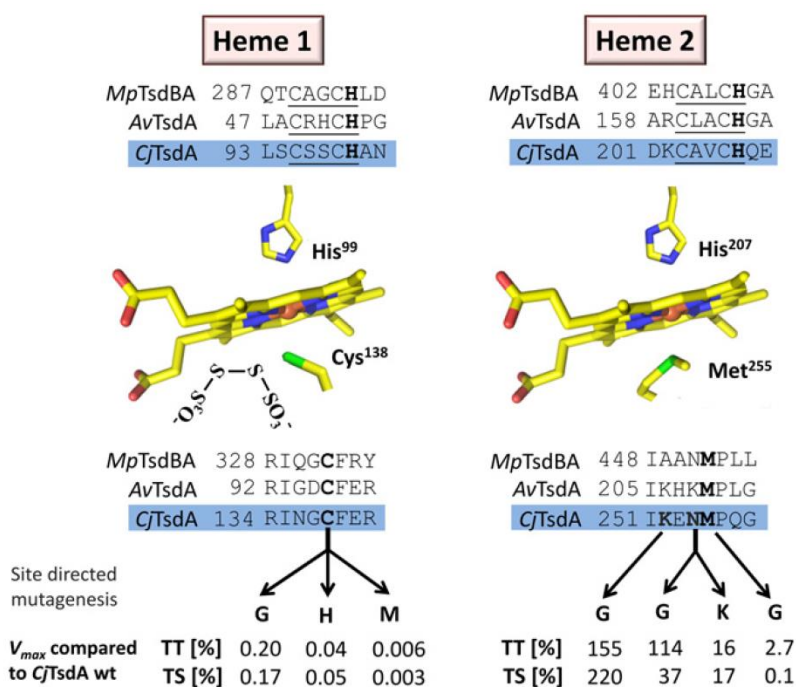 Heme 1
Heme 2
MpTsdBA 287 QTCAGCHLD
AvTsdA 47 LACRHCHPG
CjTsdA 93 LSCSSCHAN
MpTsdBA 402 EHCALCHGA
AvTsdA 158 ARCLACHGA
CjTsdA 201 DKCAVCHQE
His99
His207
Cys138
Met255
-O3S S S SO3-
MpTsdBA 328 RIQGCFRY
AvTsdA 92 RIGDCFER
CjTsdA 134 RINGCFER
MpTsdBA 448 IAANMPLL
AvTsdA 205 IKHKMPLG
CjTsdA 251 IKENMPQG
Site directed
mutagenesis
G H M
G G K G
Vmax compared
to CjTsdA wt
TT [%] 0.20 0.04 0.006
TS [%] 0.17 0.05 0.003
TT [%] 155 114 16 2.7
TS [%] 220 37 17 0.1